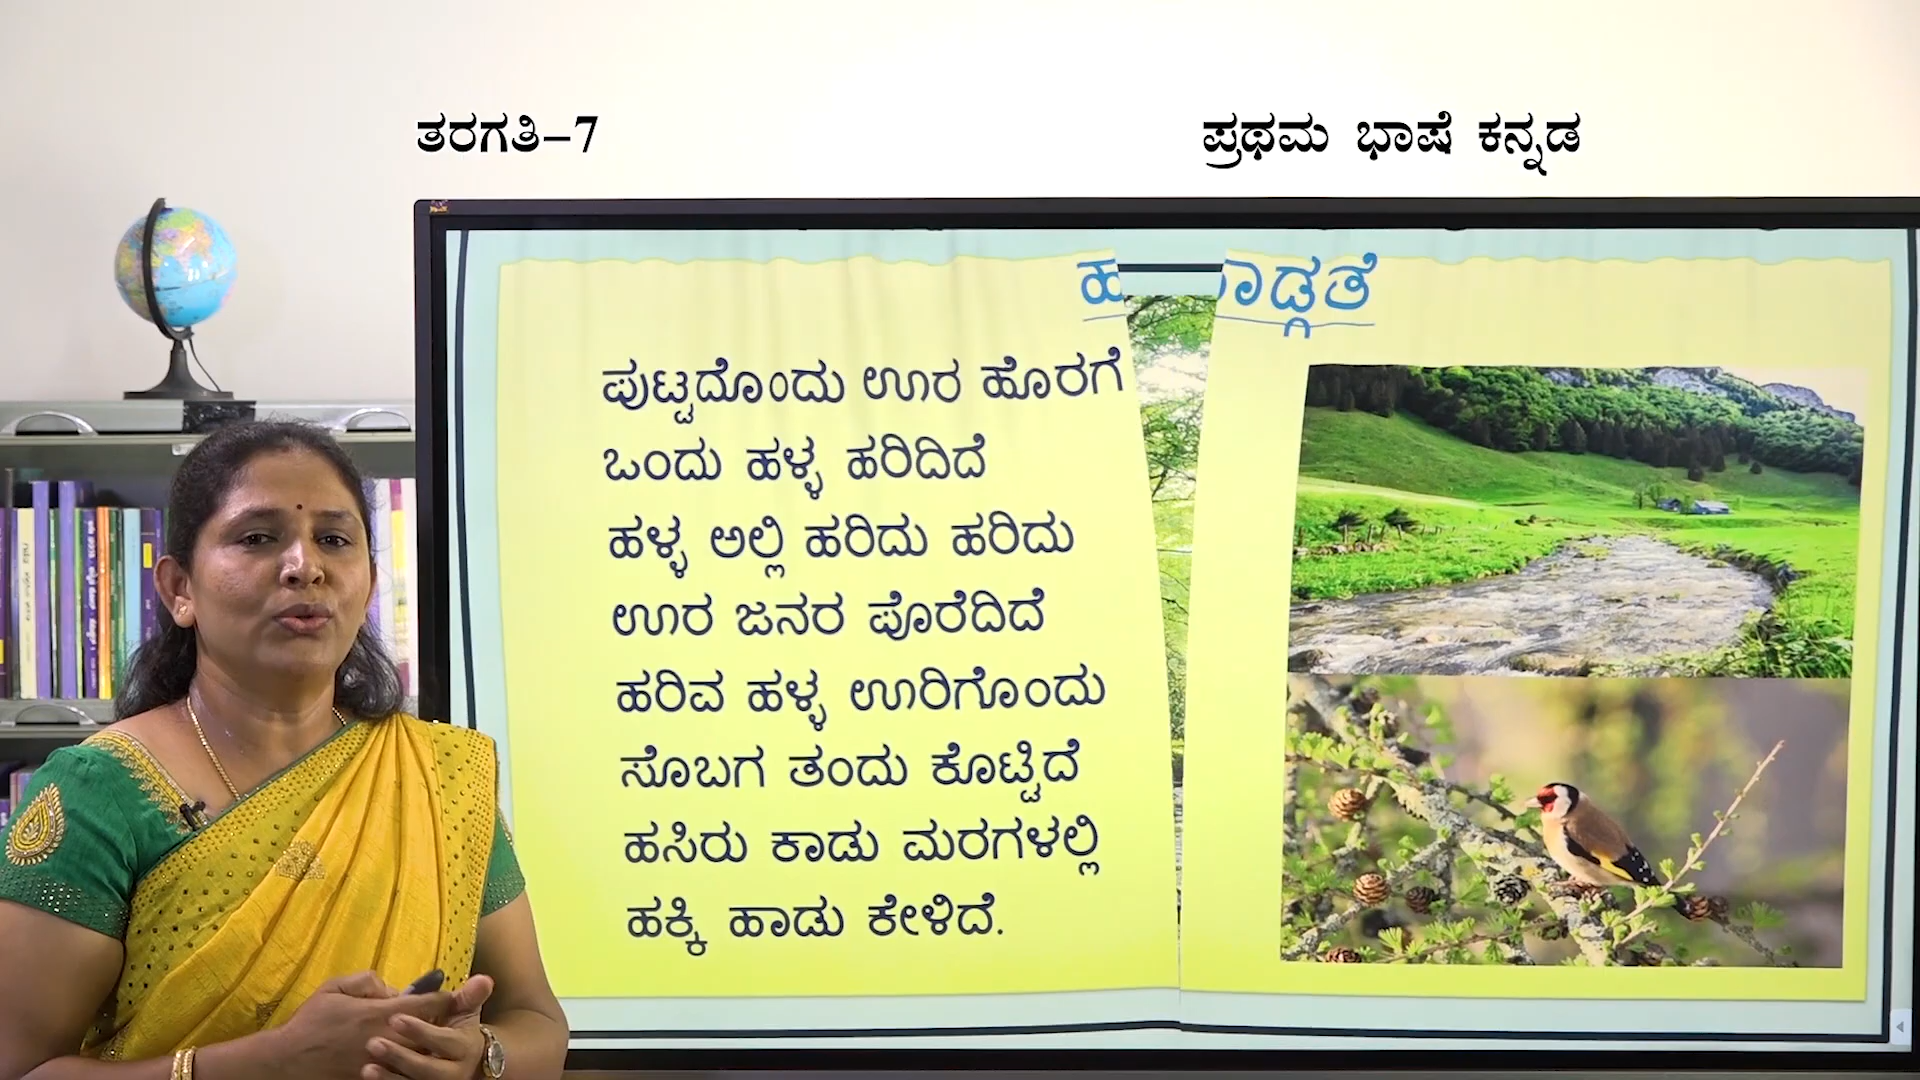 ತರಗತಿ–7
ಪ್ರಥಮ ಭಾಷೆ ಕನ್ನಡ
ಪುಟ್ಟದೊಂದು ಊರ ಹೊರಗೆ
ಒಂದು ಹಳ್ಳ ಹರಿದಿದೆ
ಹಳ್ಳ ಅಲ್ಲಿ ಹರಿದು ಹರಿದು
ಊರ ಜನರ ಪೊರೆದಿದೆ
ಹರಿವ ಹಳ್ಳ ಊರಿಗೊಂದು
ಸೊಬಗ ತಂದು ಕೊಟ್ಟಿದೆ
ಹಸಿರು ಕಾಡು ಮರಗಳಲ್ಲಿ
ಹಕ್ಕಿ ಹಾಡು ಕೇಳಿದೆ.